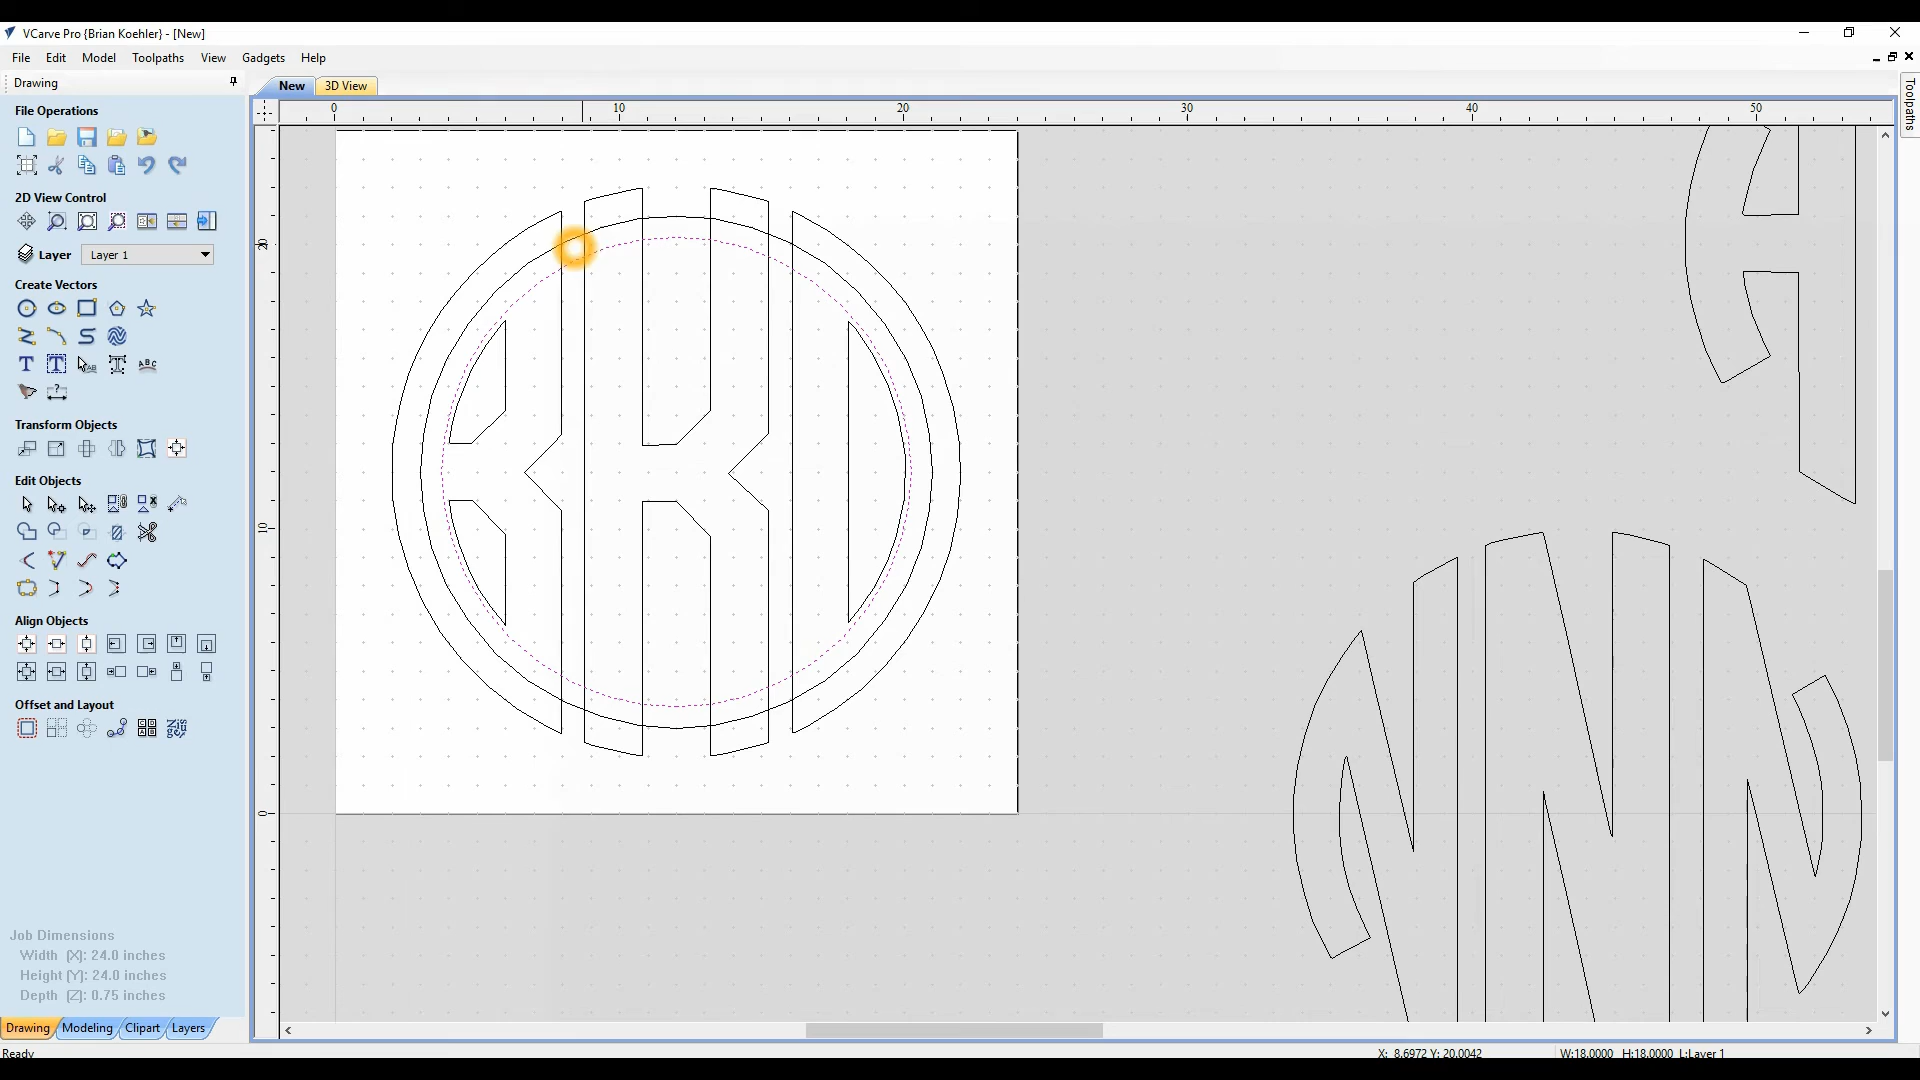 VCarve Pro {Brian Koehler} - [New]
File Edit Model Toolpaths View Gadgets Help
Drawing
New 3D View
Toolpaths
0 10 20 30 40 50
File Operations
2D View Control
Layer Layer 1
20
Create Vectors
Transform Objects
Edit Objects
10
Align Objects
Offset and Layout
0
Job Dimensions
Width (X): 24.0 inches
Height (Y): 24.0 inches
Depth (Z): 0.75 inches
Drawing Modeling Clipart Layers
Ready X: 8.6972 Y: 20.0042 W:18.0000 H:18.0000 L:Layer 1